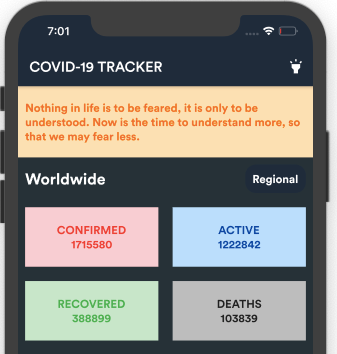 7:01
COVID-19 TRACKER
Nothing in life is to be feared, it is only to be
understood. Now is the time to understand more, so
that we may fear less.
Worldwide
Regional
CONFIRMED
1715580
ACTIVE
1222842
RECOVERED
388899
DEATHS
103839